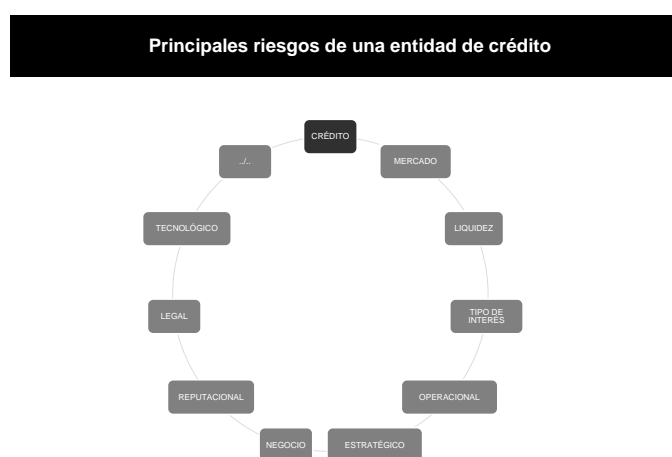 Principales riesgos de una entidad de crédito
CRÉDITO
MERCADO
LIQUIDEZ
TIPO DE
INTERÉS
OPERACIONAL
ESTRATÉGICO
NEGOCIO
REPUTACIONAL
LEGAL
TECNOLÓGICO
../..